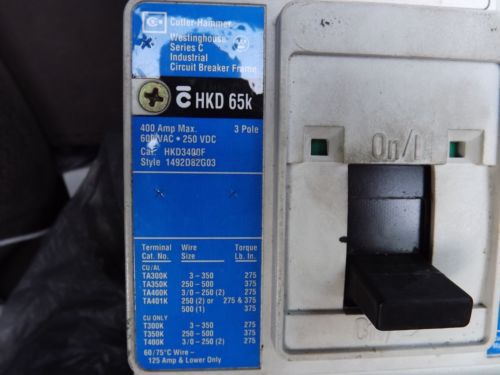 Cutler-Hammer
Westinghouse
Series C
Industrial
Circuit Breaker Frame
C HKD 65k
400 Amp Max. 3 Pole
600 VAC • 250 VDC
Cat. HKD3400F
Style 1492D82G03
Terminal Wire Torque
Cat. No. Size Lb. In.
CU/AL
TA300K 3-350 275
TA350K 250-500 375
TA400K 3/0-250 (2) 275
TA401K 250 (2) or 275 & 375
500 (1) 375
CU ONLY
T300K 3-350 275
T350K 250-500 375
T400K 3/0-250 (2) 275
60/75°C Wire –
125 Amp & Lower Only
On/I